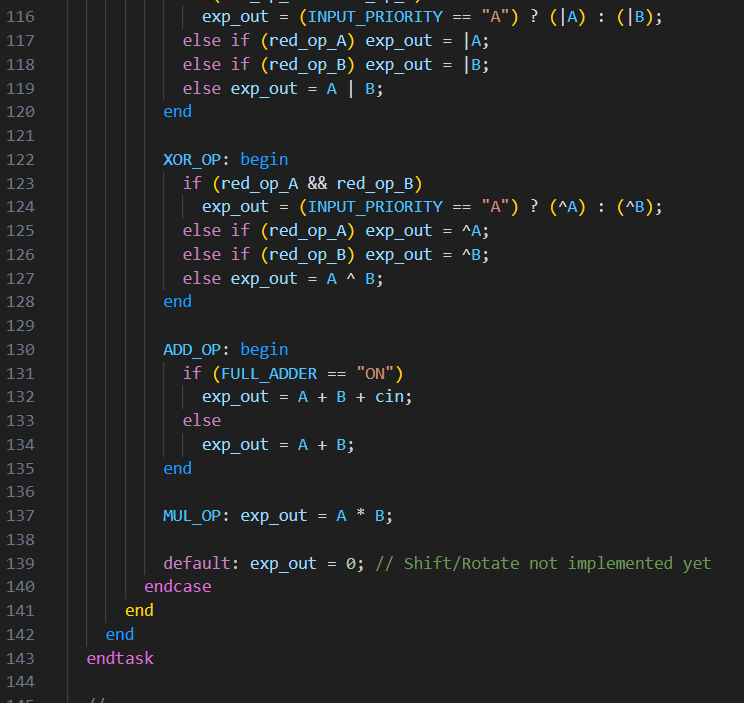 116 exp_out = (INPUT_PRIORITY == "A") ? (|A) : (|B);
117 else if (red_op_A) exp_out = |A;
118 else if (red_op_B) exp_out = |B;
119 else exp_out = A | B;
120 end
121
122 XOR_OP: begin
123 if (red_op_A && red_op_B)
124 exp_out = (INPUT_PRIORITY == "A") ? (^A) : (^B);
125 else if (red_op_A) exp_out = ^A;
126 else if (red_op_B) exp_out = ^B;
127 else exp_out = A ^ B;
128 end
129
130 ADD_OP: begin
131 if (FULL_ADDER == "ON")
132 exp_out = A + B + cin;
133 else
134 exp_out = A + B;
135 end
136
137 MUL_OP: exp_out = A * B;
138
139 default: exp_out = 0; // Shift/Rotate not implemented yet
140 endcase
141 end
142 end
143 endtask
144